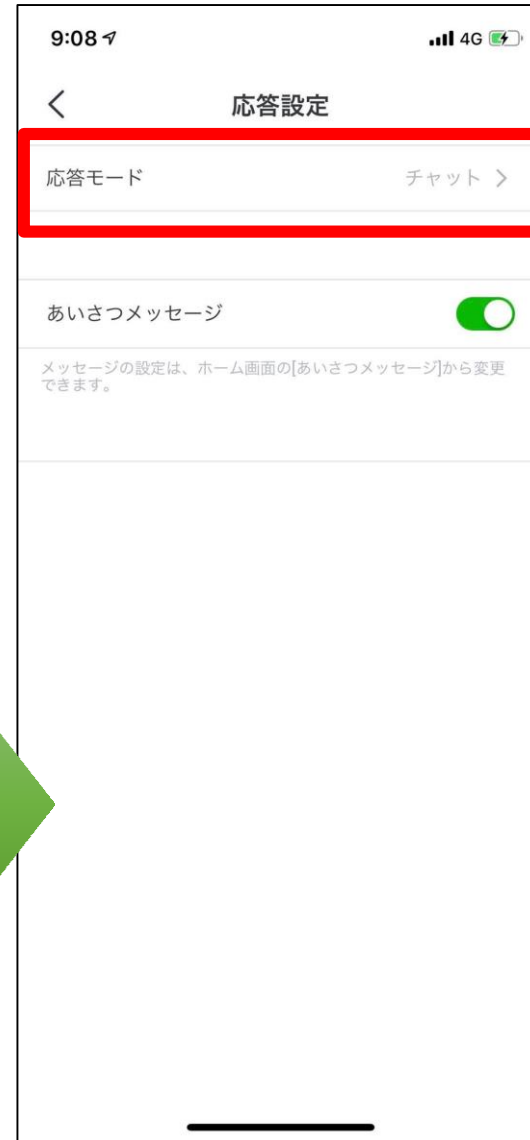 9:08
4G
応答設定
応答モード
チャット
あいさつメッセージ
メッセージの設定は、ホーム画面の[あいさつメッセージ]から変更
できます。